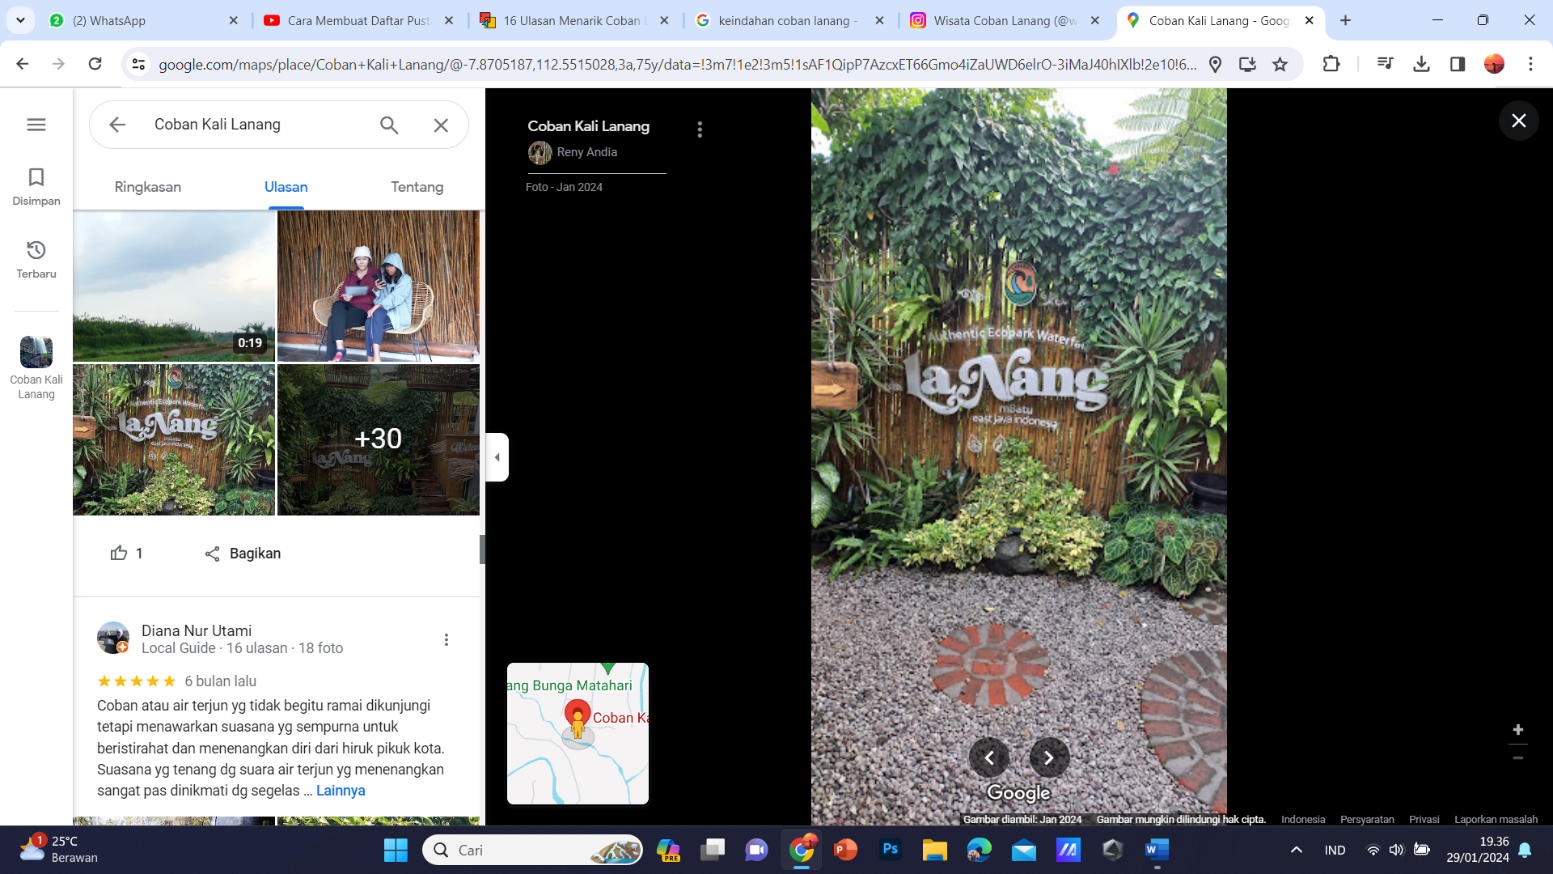 (2) WhatsApp
Cara Membuat Daftar Pust
16 Ulasan Menarik Coban L
keindahan coban lanang -
Wisata Coban Lanang (@w
Coban Kali Lanang - Goog
google.com/maps/place/Coban+Kali+Lanang/@-7.8705187,112.5515028,3a,75y/data=!3m7!1e2!3m5!1sAF1QipP7AzcxET66Gmo4iZaUWD6elrO-3iMaJ40hIXlb!2e10!6...
Coban Kali Lanang
Ringkasan
Ulasan
Tentang
Disimpan
Terbaru
Coban Kali
Lanang
0:19
+30
1
Bagikan
Diana Nur Utami
Local Guide · 16 ulasan · 18 foto
6 bulan lalu
Coban atau air terjun yg tidak begitu ramai dikunjungi
tetapi menawarkan suasana yg sempurna untuk
beristirahat dan menenangkan diri dari hiruk pikuk kota.
Suasana yg tenang dg suara air terjun yg menenangkan
sangat pas dinikmati dg segelas ... Lainnya
Coban Kali Lanang
Reny Andia
Foto - Jan 2024
Authentic Ecopark Waterfa
LaNang
mBatu
east java indonesia
ang Bunga Matahari
Coban Ka
Google
Gambar diambil: Jan 2024
Gambar mungkin dilindungi hak cipta.
Indonesia
Persyaratan
Privasi
Laporkan masalah
1
25°C
Berawan
Cari
PRE
IND
19.36
29/01/2024